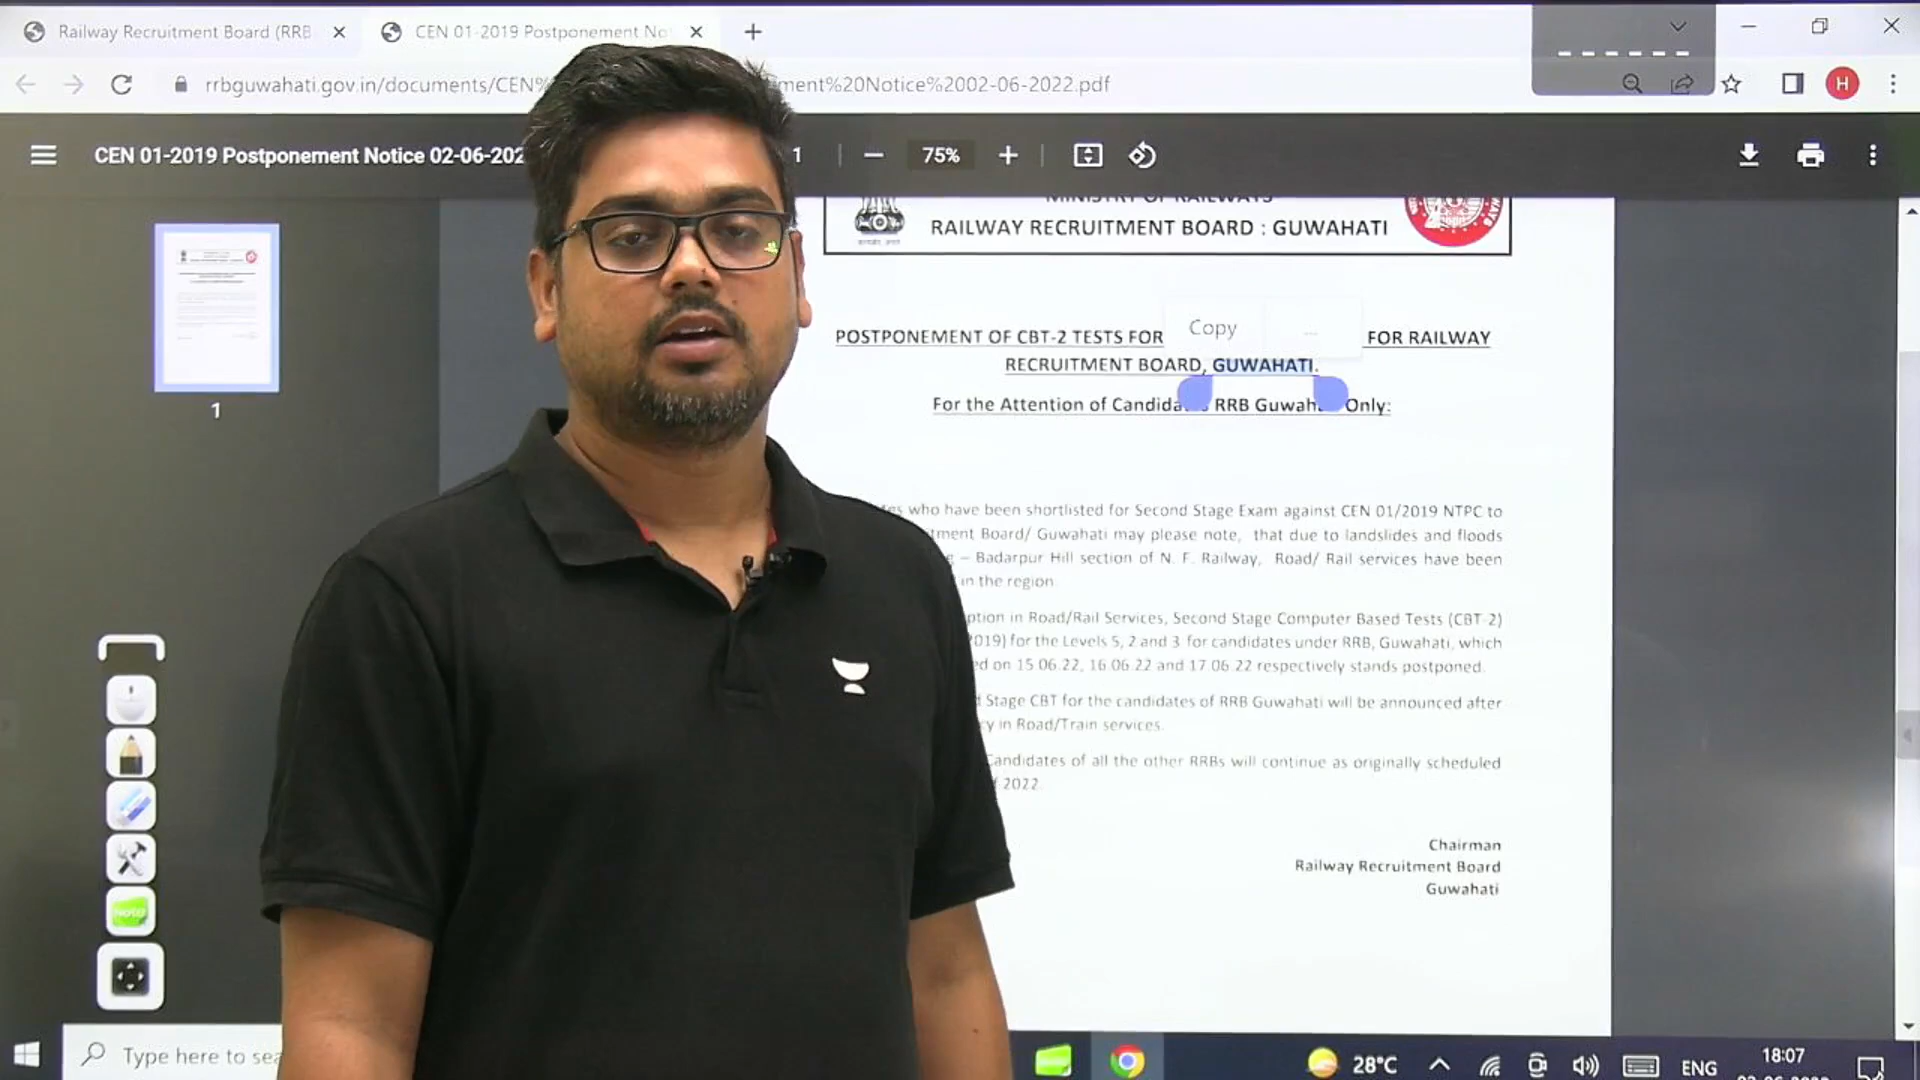 Railway Recruitment Board (RRB
CEN 01-2019 Postponement No
rrbguwahati.gov.in/documents/CEN% ment%20Notice%2002-06-2022.pdf
H
CEN 01-2019 Postponement Notice 02-06-202
1
75%
MINISTRY OF RAILWAYS
RAILWAY RECRUITMENT BOARD : GUWAHATI
1
Copy
...
POSTPONEMENT OF CBT-2 TESTS FOR FOR RAILWAY
RECRUITMENT BOARD, GUWAHATI.
For the Attention of Candida RRB Guwah Only:
es who have been shortlisted for Second Stage Exam against CEN 01/2019 NTPC to
tment Board/ Guwahati may please note, that due to landslides and floods
– Badarpur Hill section of N. F. Railway, Road/ Rail services have been
in the region.
ption in Road/Rail Services, Second Stage Computer Based Tests (CBT-2)
019) for the Levels 5, 2 and 3 for candidates under RRB, Guwahati, which
ed on 15.06.22, 16.06.22 and 17.06.22 respectively stands postponed.
d Stage CBT for the candidates of RRB Guwahati will be announced after
cy in Road/Train services.
Candidates of all the other RRBs will continue as originally scheduled
2022.
Chairman
Railway Recruitment Board
Guwahati
Note
Type here to sea
28°C
ENG
18:07